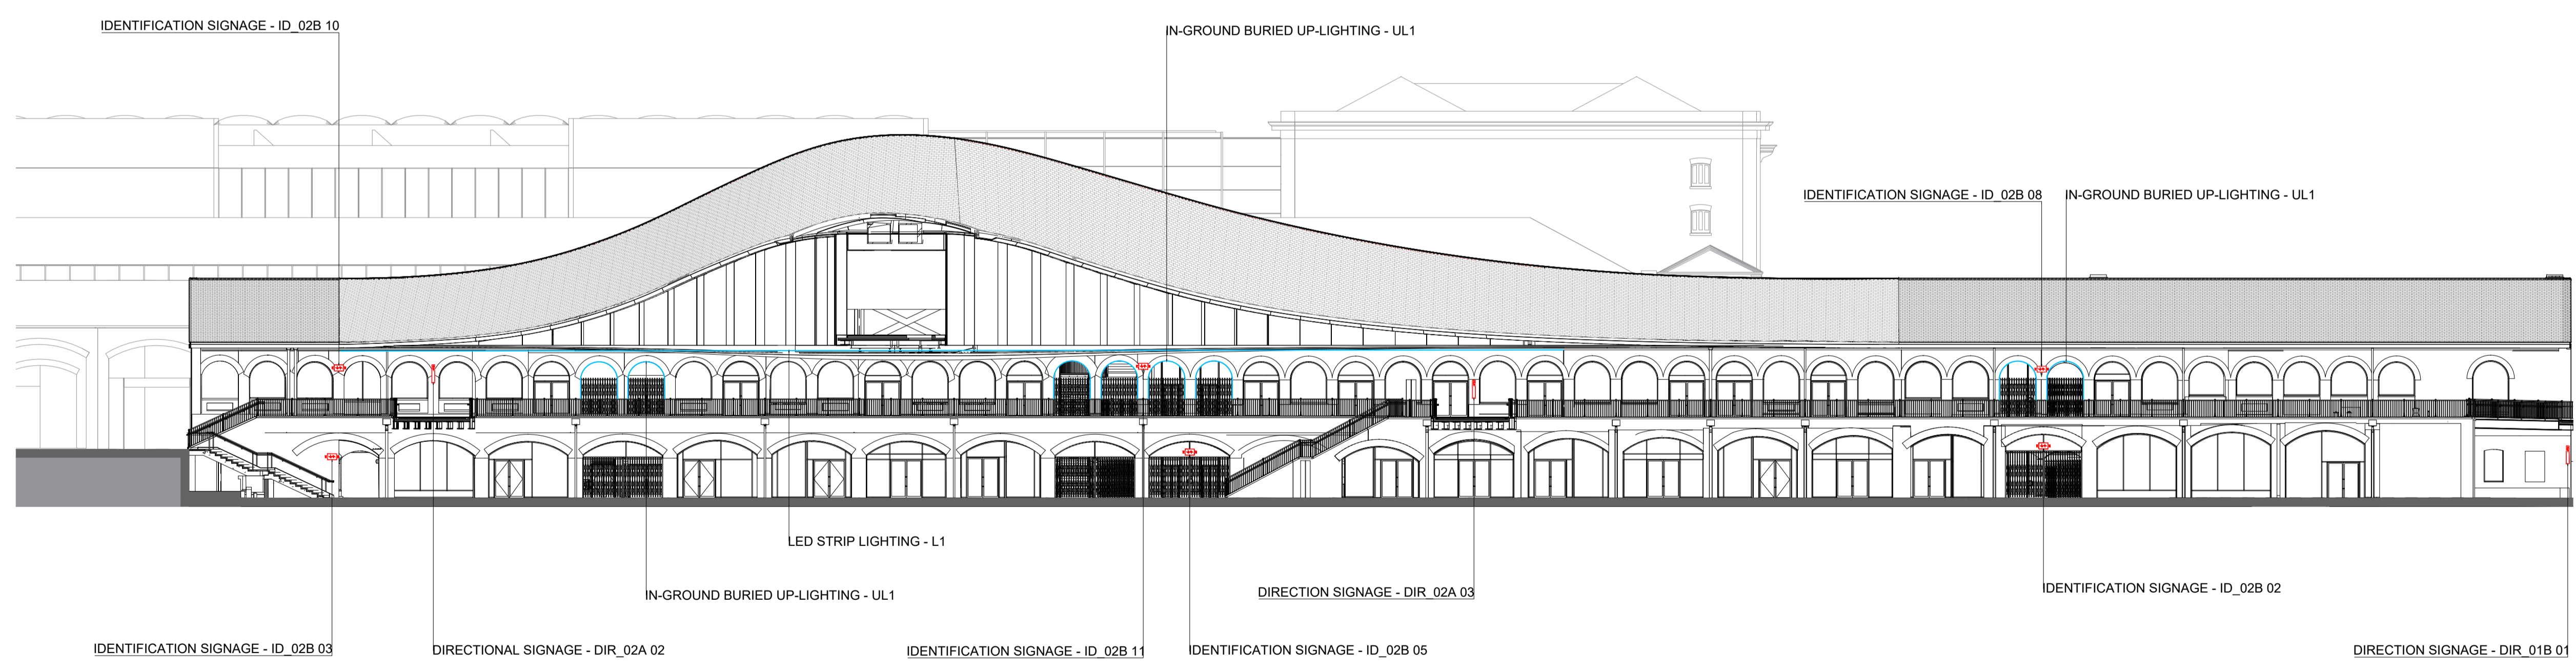 IDENTIFICATION SIGNAGE - ID_02B 10
IN-GROUND BURIED UP-LIGHTING - UL1
IDENTIFICATION SIGNAGE - ID_02B 08
IN-GROUND BURIED UP-LIGHTING - UL1
LED STRIP LIGHTING - L1
IN-GROUND BURIED UP-LIGHTING - UL1
DIRECTION SIGNAGE - DIR_02A 03
IDENTIFICATION SIGNAGE - ID_02B 02
IDENTIFICATION SIGNAGE - ID_02B 03
DIRECTIONAL SIGNAGE - DIR_02A 02
IDENTIFICATION SIGNAGE - ID_02B 11
IDENTIFICATION SIGNAGE - ID_02B 05
DIRECTION SIGNAGE - DIR_01B 01